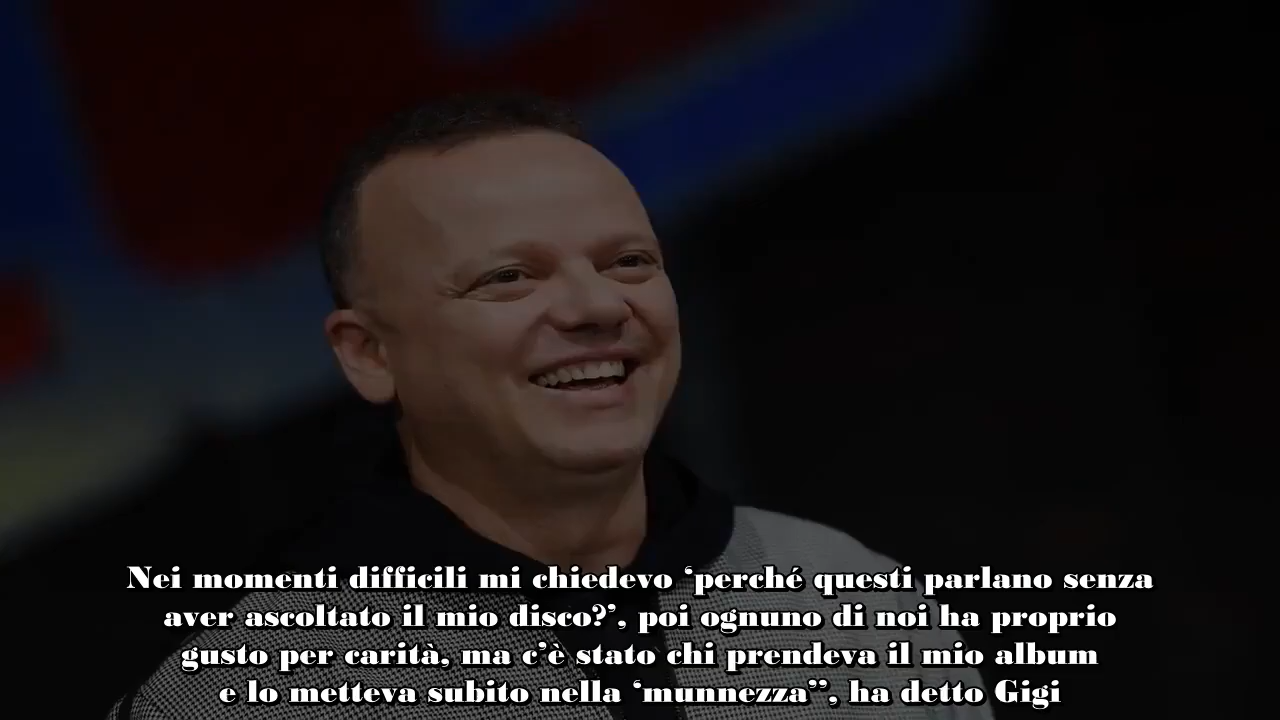 Nei momenti difficili mi chiedevo ‘perché questi parlano senza
aver ascoltato il mio disco?’, poi ognuno di noi ha proprio
gusto per carità, ma c’è stato chi prendeva il mio album
e lo metteva subito nella ‘munnezza”, ha detto Gigi